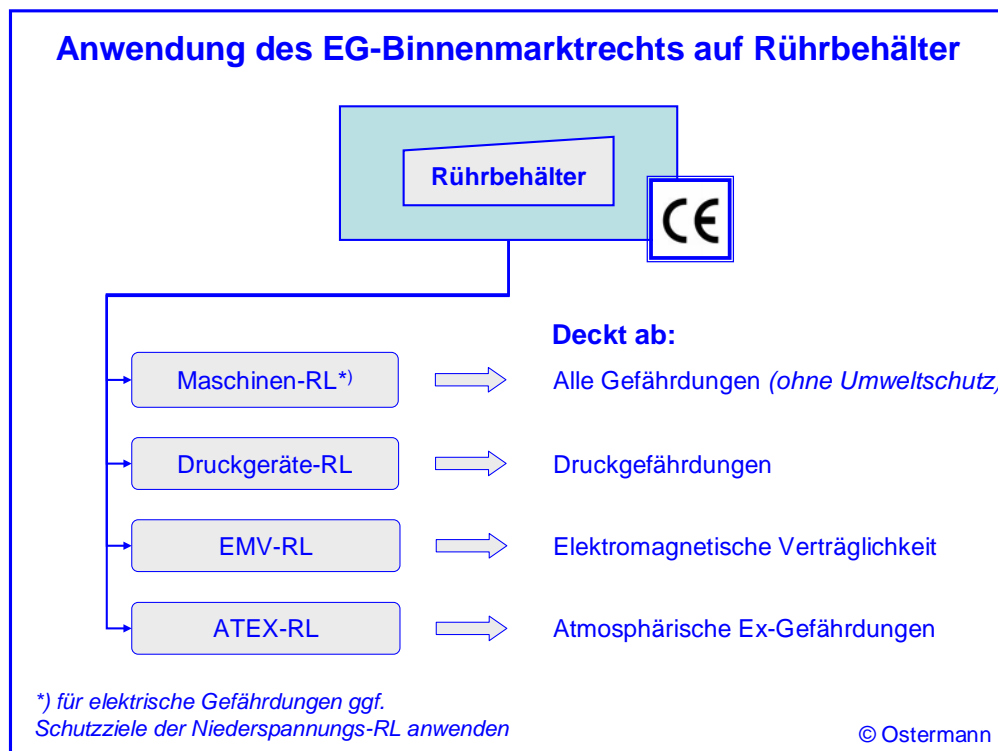 Anwendung des EG-Binnenmarktrechts auf Rührbehälter
Rührbehälter
CE
Deckt ab:
Maschinen-RL*)
Alle Gefährdungen (ohne Umweltschutz)
Druckgeräte-RL
Druckgefährdungen
EMV-RL
Elektromagnetische Verträglichkeit
ATEX-RL
Atmosphärische Ex-Gefährdungen
*) für elektrische Gefährdungen ggf.
Schutzziele der Niederspannungs-RL anwenden
© Ostermann